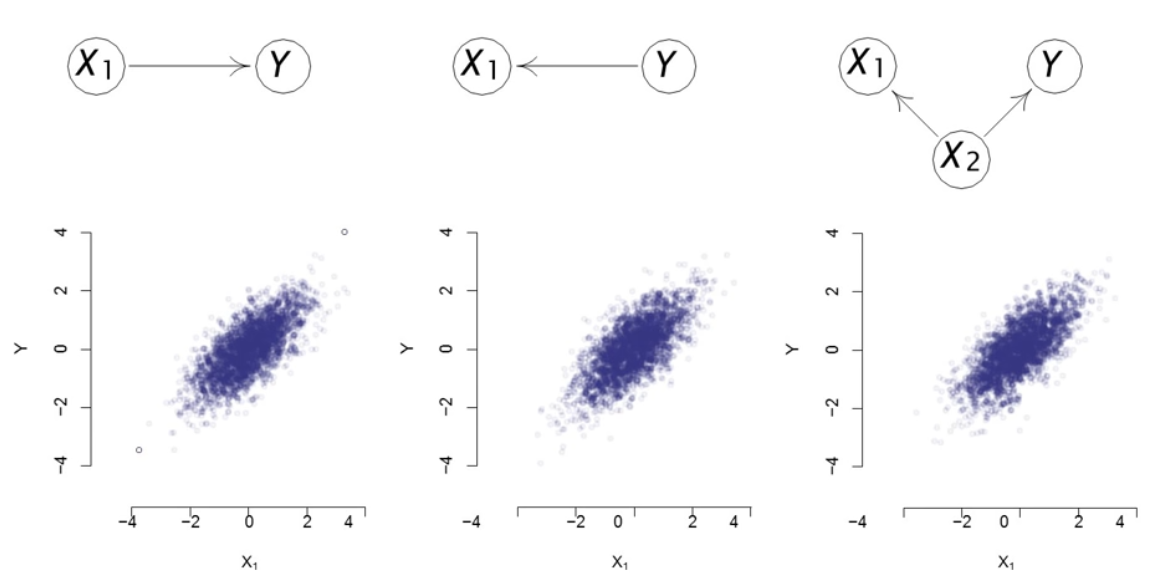 X1 Y X1 Y X1 Y
X2
4 4 4
2 2 2
Y 0 Y 0 Y 0
−2 −2 −2
−4 −4 −4
−4 −2 0 2 4 −4 −2 0 2 4 −4 −2 0 2 4
X1 X1 X1